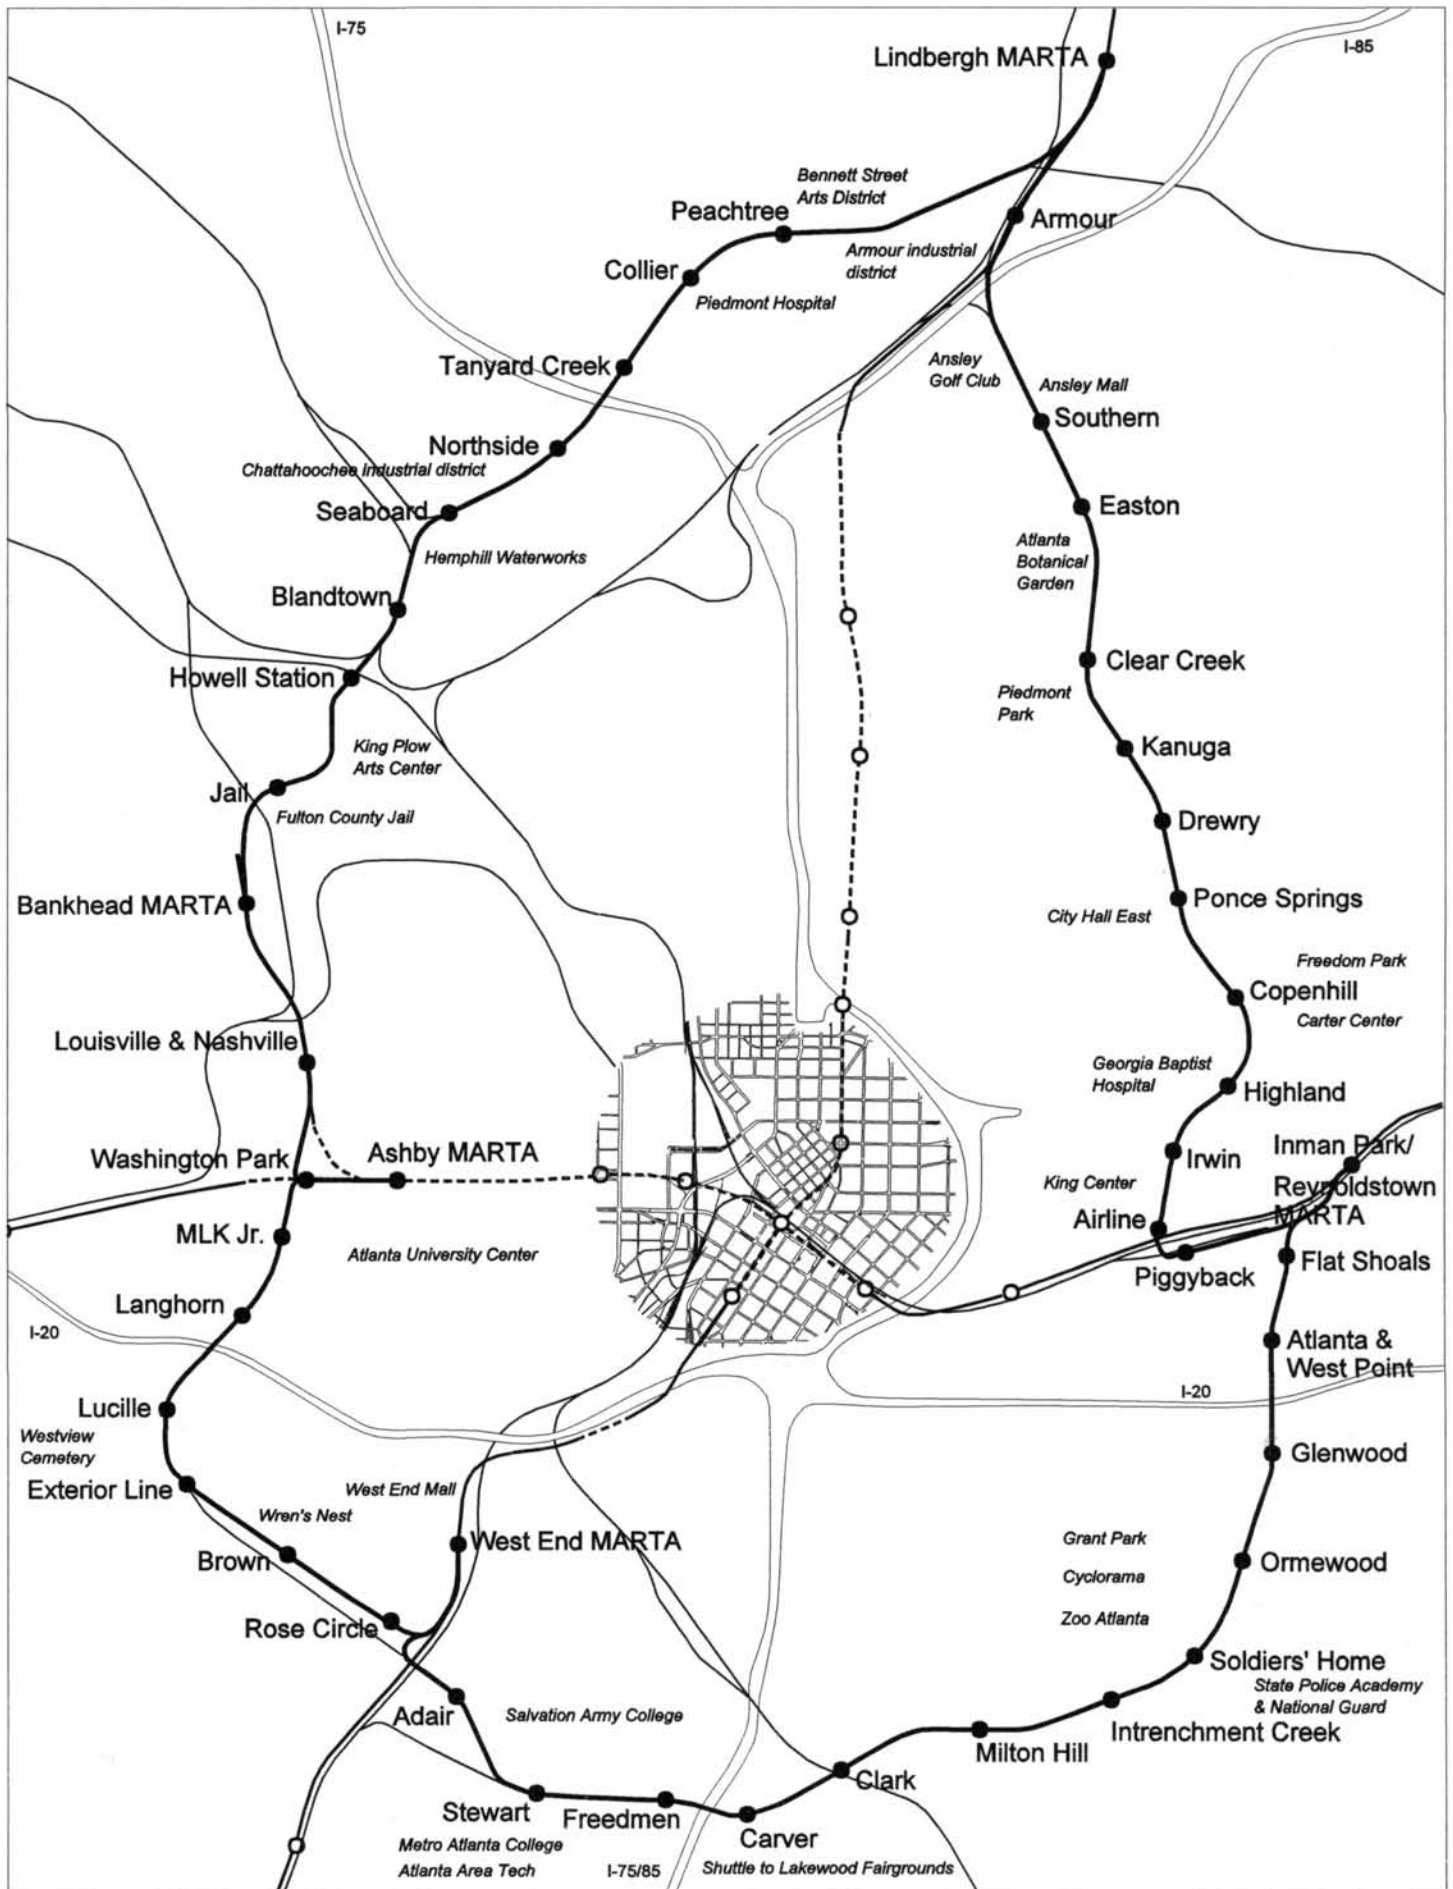 I-75
I-85
Lindbergh MARTA
Bennett Street
Arts District
Peachtree
Armour
Armour industrial
district
Collier
Piedmont Hospital
Tanyard Creek
Ansley
Golf Club
Ansley Mall
Southern
Northside
Chattahoochee industrial district
Seaboard
Easton
Hemphill Waterworks
Atlanta
Botanical
Garden
Blandtown
Clear Creek
Howell Station
Piedmont
Park
King Plow
Arts Center
Kanuga
Jail
Fulton County Jail
Drewry
Bankhead MARTA
Ponce Springs
City Hall East
Freedom Park
Copenhill
Carter Center
Louisville & Nashville
Georgia Baptist
Hospital
Highland
Washington Park
Ashby MARTA
Irwin
Inman Park/
Reynoldstown
MARTA
King Center
Airline
MLK Jr.
Atlanta University Center
Piggyback
Flat Shoals
Langhorn
I-20
Atlanta &
West Point
I-20
Lucille
Westview
Cemetery
Glenwood
Exterior Line
West End Mall
Wren's Nest
West End MARTA
Grant Park
Brown
Ormewood
Cyclorama
Zoo Atlanta
Rose Circle
Soldiers' Home
State Police Academy
& National Guard
Adair
Salvation Army College
Intrenchment Creek
Milton Hill
Clark
Stewart
Freedmen
Carver
Metro Atlanta College
Atlanta Area Tech
I-75/85
Shuttle to Lakewood Fairgrounds